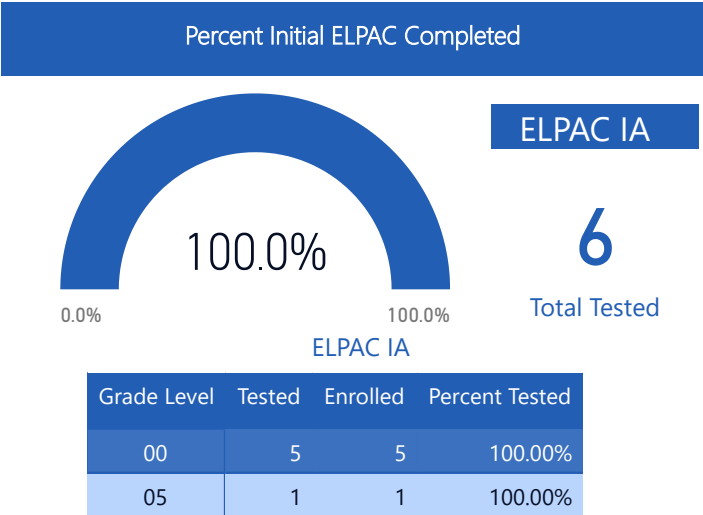 Percent Initial ELPAC Completed
ELPAC IA
100.0%
6
0.0%
100.0%
Total Tested
ELPAC IA
Grade Level Tested Enrolled Percent Tested
00 5 5 100.00%
05 1 1 100.00%